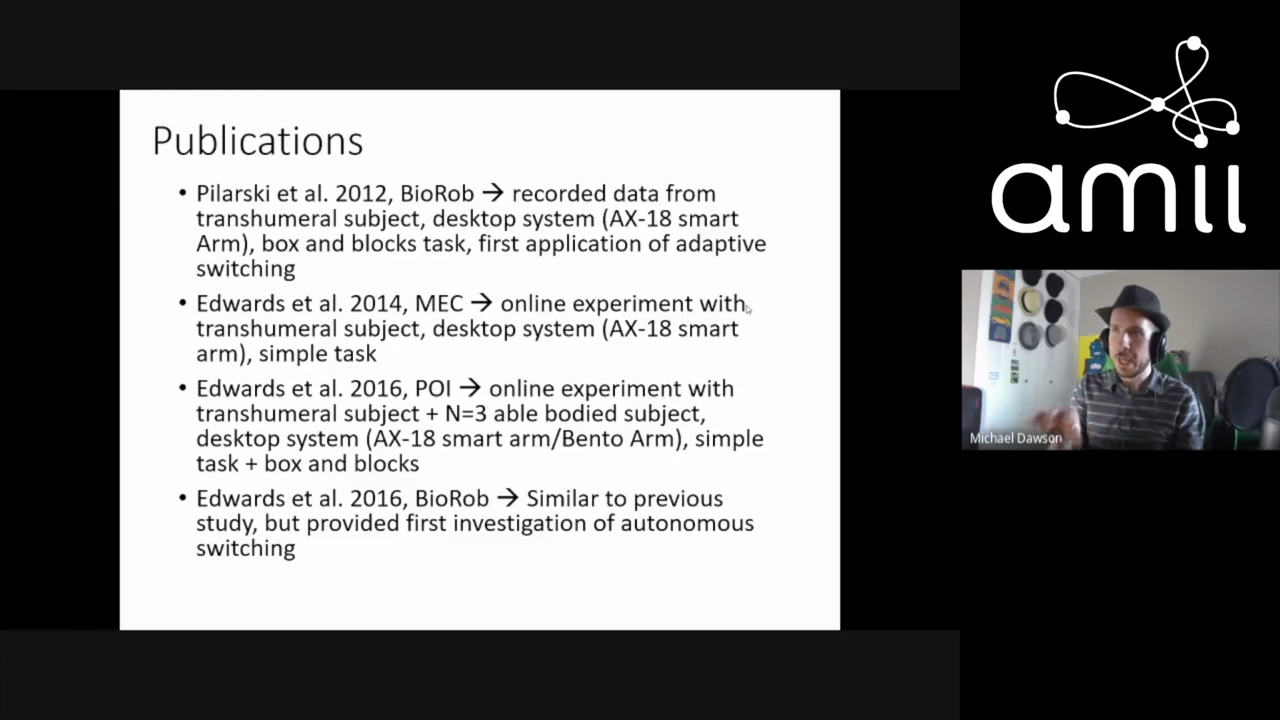 Publications
• Pilarski et al. 2012, BioRob → recorded data from
transhumeral subject, desktop system (AX-18 smart
Arm), box and blocks task, first application of adaptive
switching
• Edwards et al. 2014, MEC → online experiment with
transhumeral subject, desktop system (AX-18 smart
arm), simple task
• Edwards et al. 2016, POI → online experiment with
transhumeral subject + N=3 able bodied subject,
desktop system (AX-18 smart arm/Bento Arm), simple
task + box and blocks
• Edwards et al. 2016, BioRob → Similar to previous
study, but provided first investigation of autonomous
switching
amii
Michael Dawson